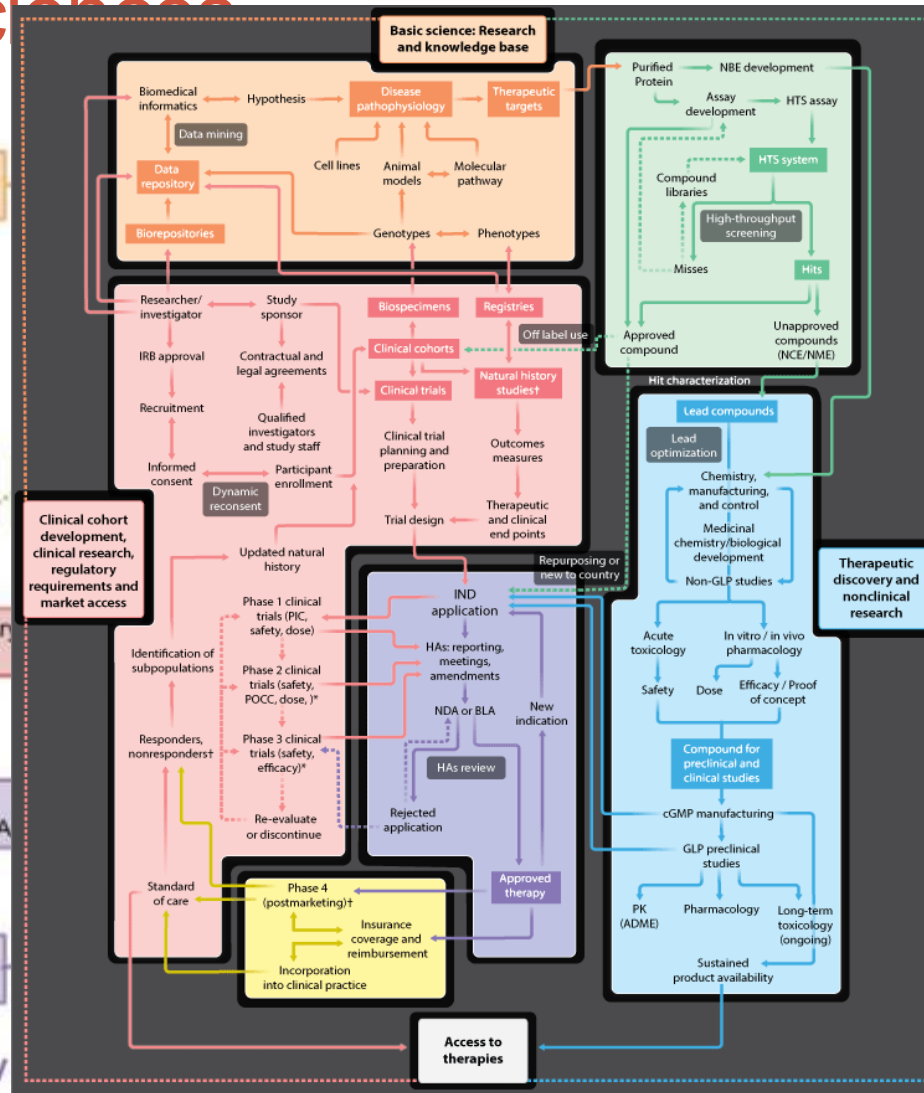 ciences
Basic science: Research
and knowledge base
Biomedical
informatics
Hypothesis
Disease
pathophysiology
Therapeutic
targets
Data mining
Cell lines
Animal
models
Molecular
pathway
Data
repository
Biorepositories
Genotypes
Phenotypes
Purified
Protein
NBE development
Assay
development
HTS assay
HTS system
Compound
libraries
High-throughput
screening
Misses
Hits
Approved
compound
Unapproved
compounds
(NCE/NME)
Off label use
Hit characterization
Researcher/
investigator
Study
sponsor
Biospecimens
Registries
IRB approval
Contractual and
legal agreements
Clinical cohorts
Clinical trials
Natural history
studies†
Recruitment
Qualified
investigators
and study staff
Clinical trial
planning and
preparation
Outcomes
measures
Informed
consent
Participant
enrollment
Dynamic
reconsent
Trial design
Therapeutic
and clinical
end points
Clinical cohort
development,
clinical research,
regulatory
requirements and
market access
Updated natural
history
Identification of
subpopulations
Responders,
nonresponders†
Standard
of care
Phase 1 clinical
trials (PIC,
safety, dose)
Phase 2 clinical
trials (safety,
POCC, dose, )*
Phase 3 clinical
trials (safety,
efficacy)*
Re-evaluate
or discontinue
Repurposing or
new to country
IND
application
HAs: reporting,
meetings,
amendments
NDA or BLA
New
indication
HAs review
Rejected
application
Approved
therapy
Phase 4
(postmarketing)†
Insurance
coverage and
reimbursement
Incorporation
into clinical practice
Lead compounds
Lead
optimization
Chemistry,
manufacturing,
and control
Medicinal
chemistry/biological
development
Non-GLP studies
Therapeutic
discovery and
nonclinical
research
Acute
toxicology
In vitro / in vivo
pharmacology
Safety
Dose
Efficacy / Proof
of concept
Compound for
preclinical and
clinical studies
cGMP manufacturing
GLP preclinical
studies
PK
(ADME)
Pharmacology
Long-term
toxicology
(ongoing)
Sustained
product availability
Access to
therapies